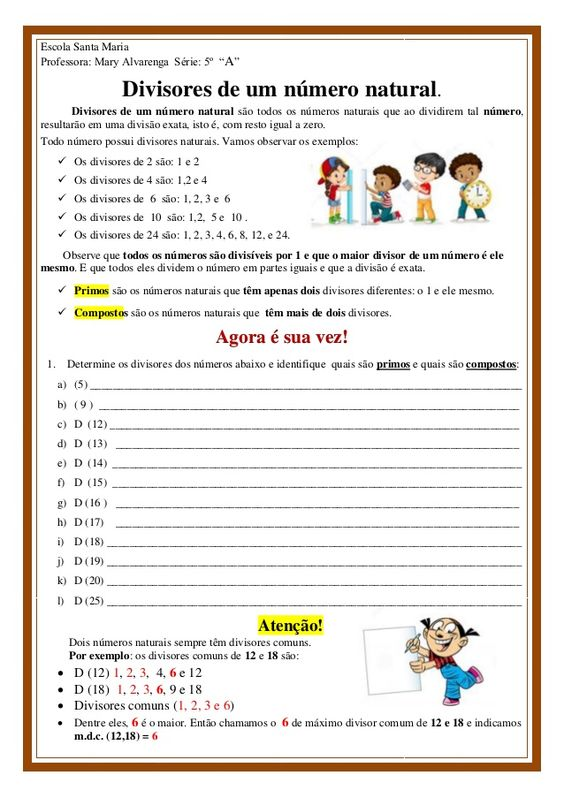 Escola Santa Maria
Professora: Mary Alvarenga Série: 5º “A”
Divisores de um número natural.
Divisores de um número natural são todos os números naturais que ao dividirem tal número,
resultarão em uma divisão exata, isto é, com resto igual a zero.
Todo número possui divisores naturais. Vamos observar os exemplos:
✓ Os divisores de 2 são: 1 e 2
✓ Os divisores de 4 são: 1,2 e 4
✓ Os divisores de 6 são: 1, 2, 3 e 6
✓ Os divisores de 10 são: 1,2, 5 e 10 .
✓ Os divisores de 24 são: 1, 2, 3, 4, 6, 8, 12, e 24.
Observe que todos os números são divisíveis por 1 e que o maior divisor de um número é ele
mesmo. E que todos eles dividem o número em partes iguais e que a divisão é exata.
✓ Primos são os números naturais que têm apenas dois divisores diferentes: o 1 e ele mesmo.
✓ Compostos são os números naturais que têm mais de dois divisores.
Agora é sua vez!
1. Determine os divisores dos números abaixo e identifique quais são primos e quais são compostos:
a) (5) ____
b) ( 9 ) ____
c) D (12) ____
d) D (13) ____
e) D (14) ____
f) D (15) ____
g) D (16 ) ____
h) D (17) ____
i) D (18) ____
j) D (19) ____
k) D (20) ____
l) D (25) ____
Atenção!
Dois números naturais sempre têm divisores comuns.
Por exemplo: os divisores comuns de 12 e 18 são:
• D (12) 1, 2, 3, 4, 6 e 12
• D (18) 1, 2, 3, 6, 9 e 18
• Divisores comuns (1, 2, 3 e 6)
• Dentre eles, 6 é o maior. Então chamamos o 6 de máximo divisor comum de 12 e 18 e indicamos
m.d.c. (12,18) = 6